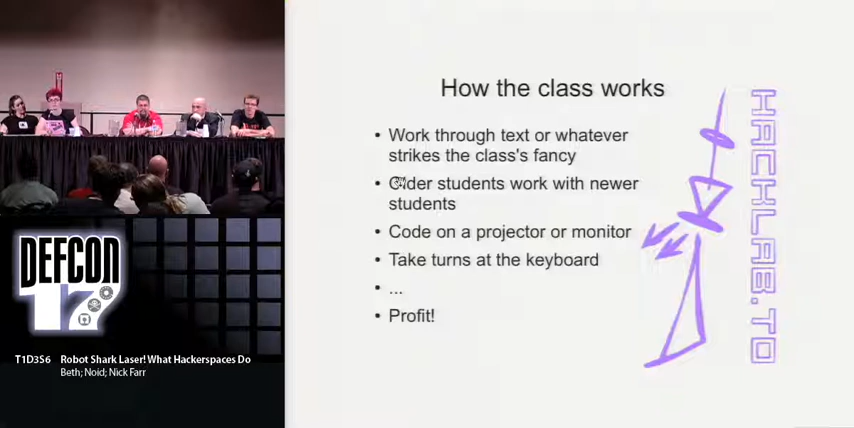 How the class works
• Work through text or whatever
strikes the class's fancy
• Older students work with newer
students
• Code on a projector or monitor
• Take turns at the keyboard
• ...
• Profit!
HACKLAB.TO
DEFCON
17
T1D3S6 Robot Shark Laser! What Hackerspaces Do
Beth; Noid; Nick Farr